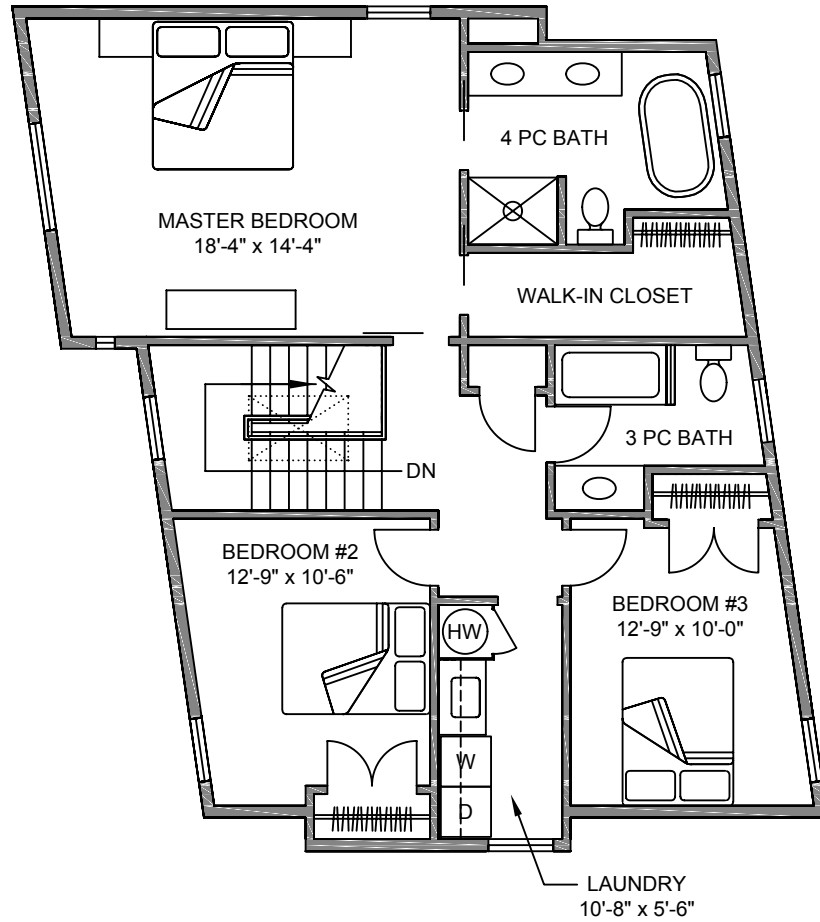 4 PC BATH
MASTER BEDROOM
18'-4" x 14'-4"
WALK-IN CLOSET
3 PC BATH
DN
BEDROOM #2
12'-9" x 10'-6"
BEDROOM #3
12'-9" x 10'-0"
HW
W
D
LAUNDRY
10'-8" x 5'-6"